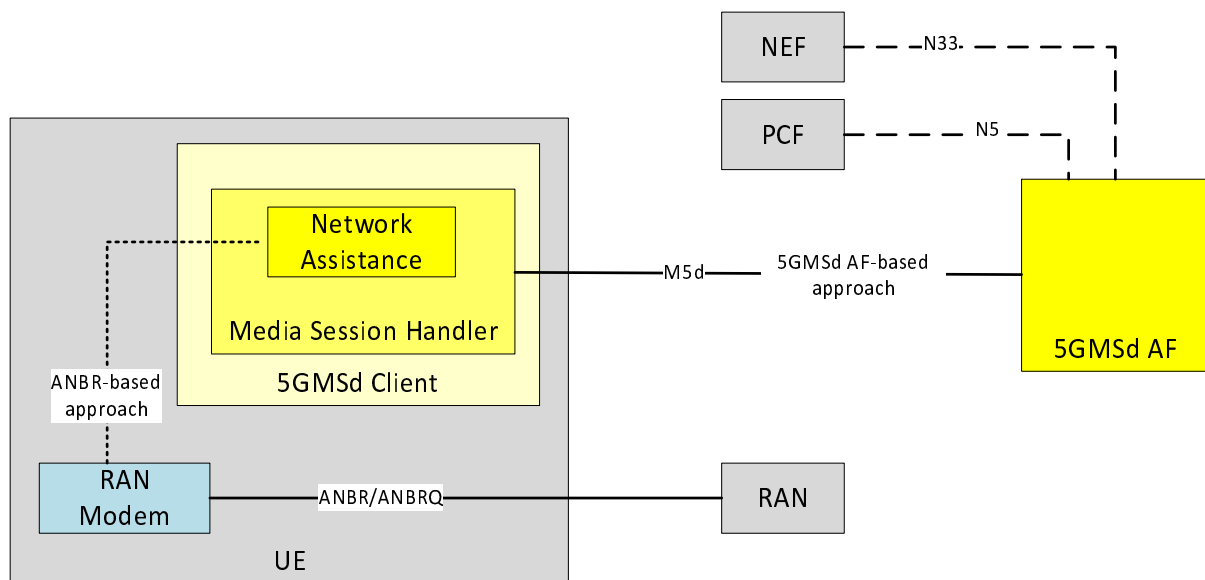 NEF
N33
PCF
N5
Network
Assistance
Media Session Handler
5GMSd Client
M5d
5GMSd AF-based
approach
5GMSd AF
ANBR-based
approach
RAN
Modem
ANBR/ANBRQ
RAN
UE